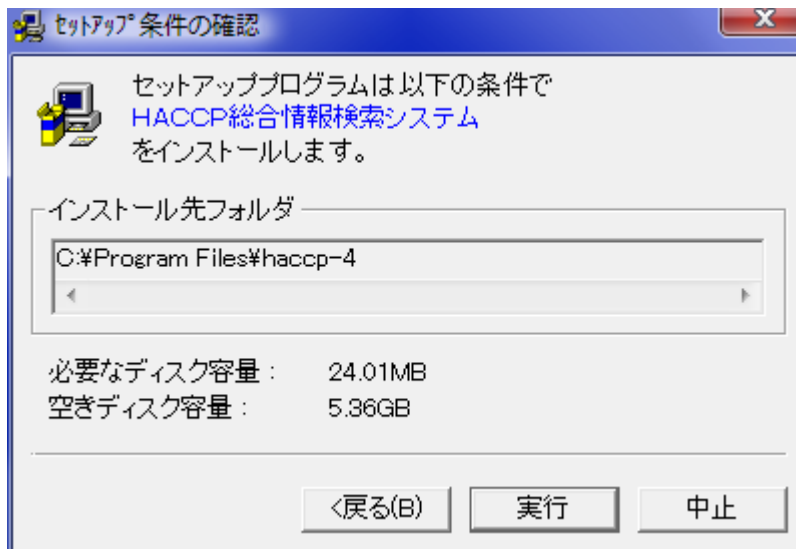 ｾｯﾄｱｯﾌﾟ条件の確認
セットアッププログラムは以下の条件で
HACCP総合情報検索システム
をインストールします。
インストール先フォルダ
C:¥Program Files¥haccp-4
必要なディスク容量： 24.01MB
空きディスク容量： 5.36GB
<戻る(B) 実行 中止